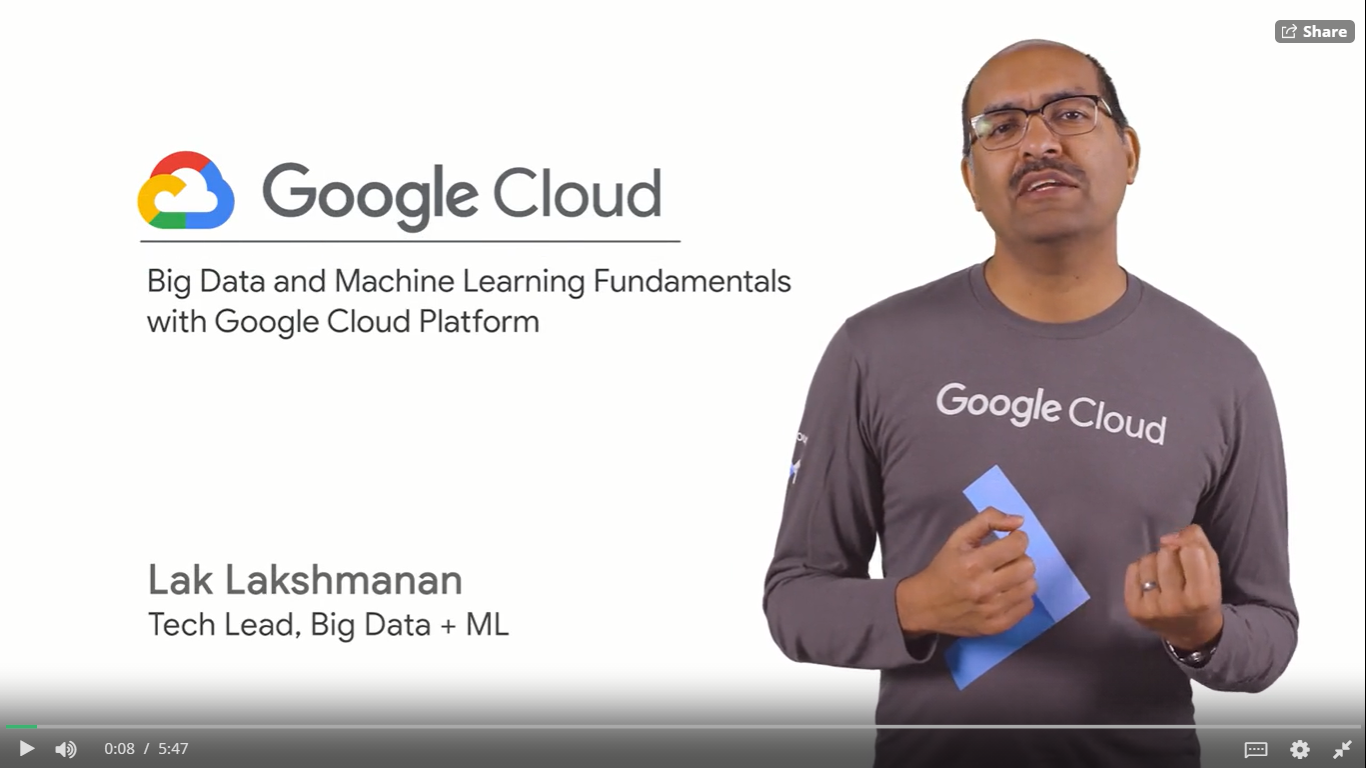 Share
Google Cloud
Big Data and Machine Learning Fundamentals
with Google Cloud Platform
Google Cloud
Lak Lakshmanan
Tech Lead, Big Data + ML
0:08 / 5:47